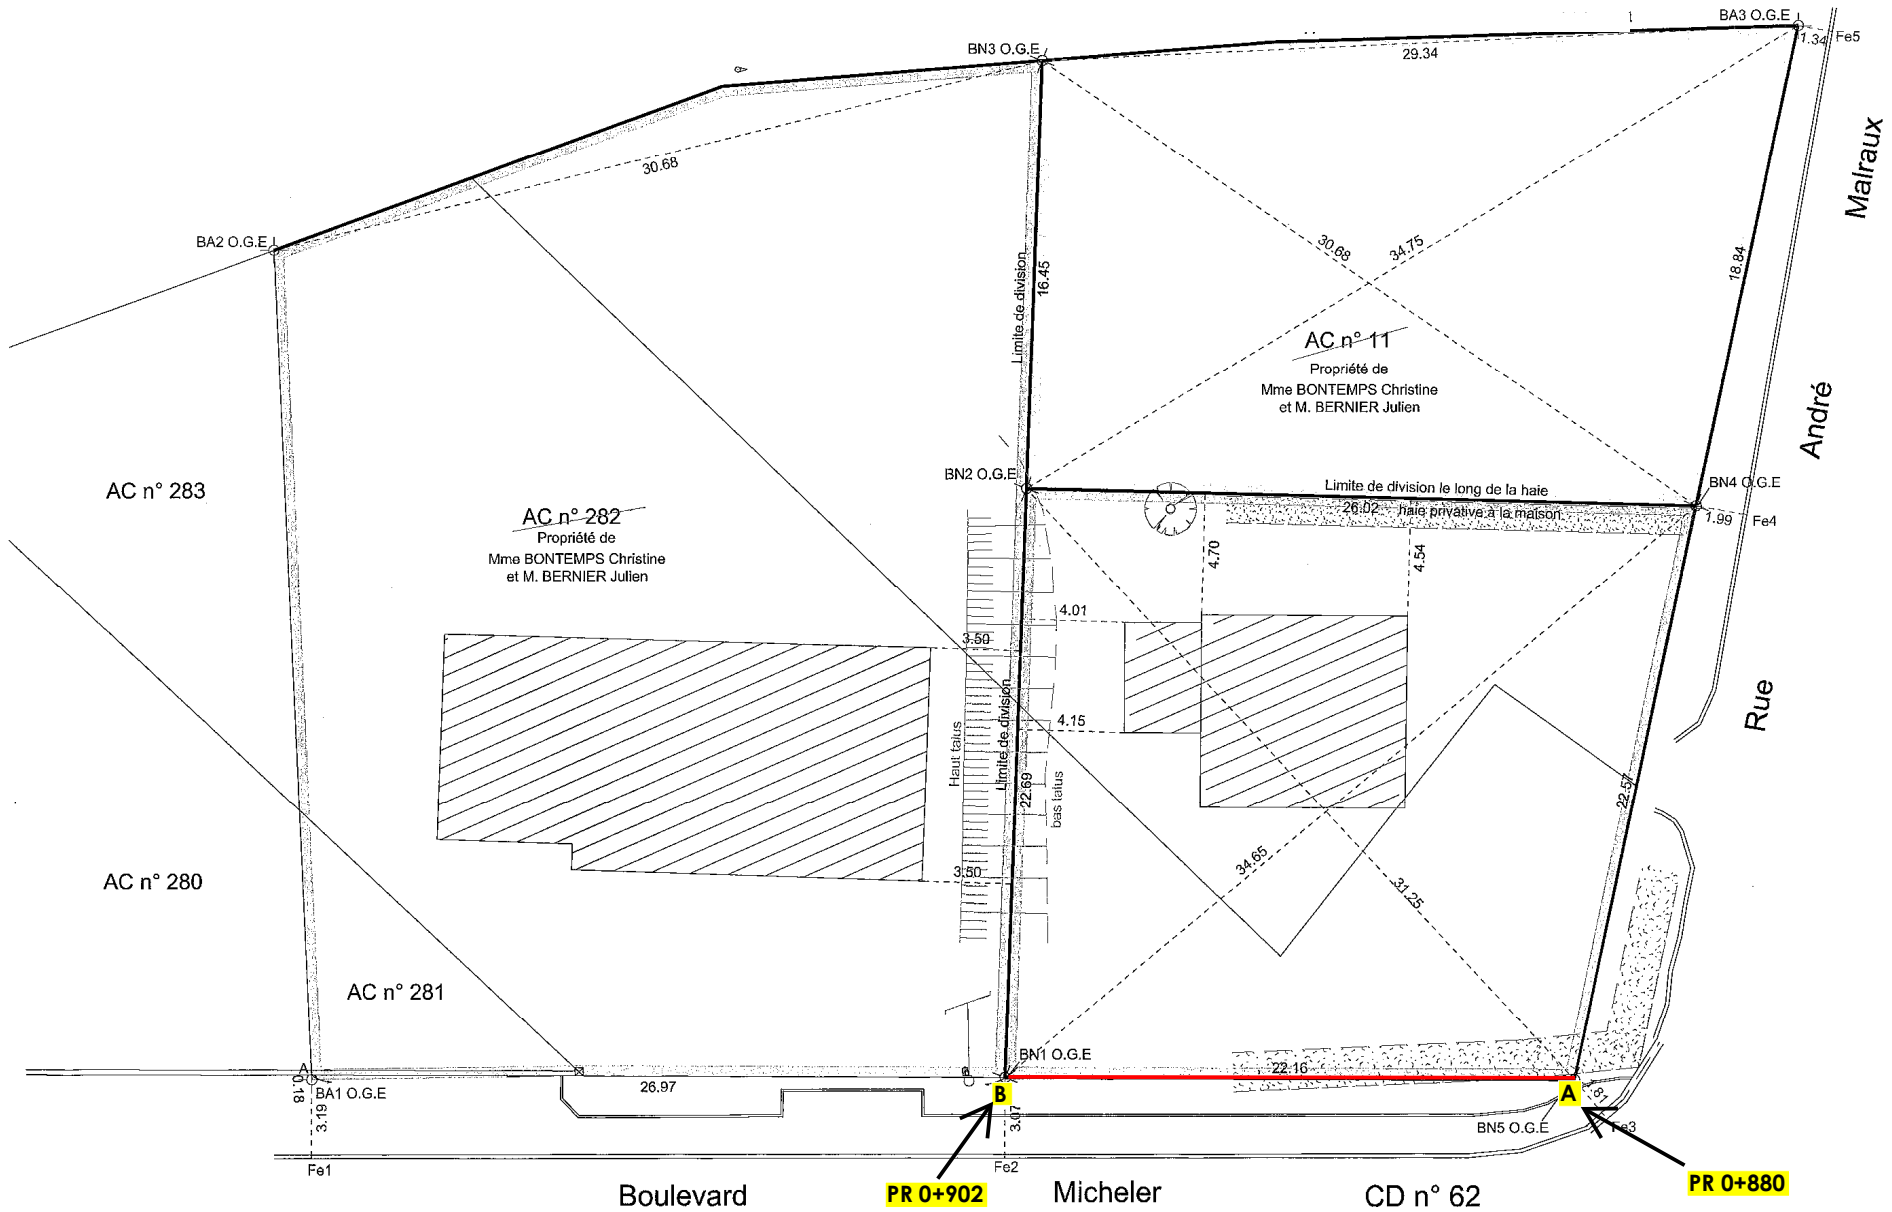 BA3 O.G.E
Fe5
1.34
BN3 O.G.E
29.34
Malraux
30.68
BA2 O.G.E
30.68
34.75
18.84
Limite de division
16.45
AC n° 11
Propriété de
Mme BONTEMPS Christine
et M. BERNIER Julien
André
BN2 O.G.E
Limite de division le long de la haie
BN4 O.G.E
26.02
haie privative à la maison
1.99
Fe4
AC n° 283
AC n° 282
Propriété de
Mme BONTEMPS Christine
et M. BERNIER Julien
4.70
4.54
4.01
3.50
Rue
4.15
Haut talus
Limite de division
22.69
bas talus
22.57
34.65
31.25
3.50
AC n° 280
AC n° 281
BN1 O.G.E
22.16
A
0.18
BA1 O.G.E
26.97
B
A
.81
3.19
3.07
BN5 O.G.E
Fe3
Fe1
Fe2
PR 0+902
PR 0+880
Boulevard
Micheler
CD n° 62